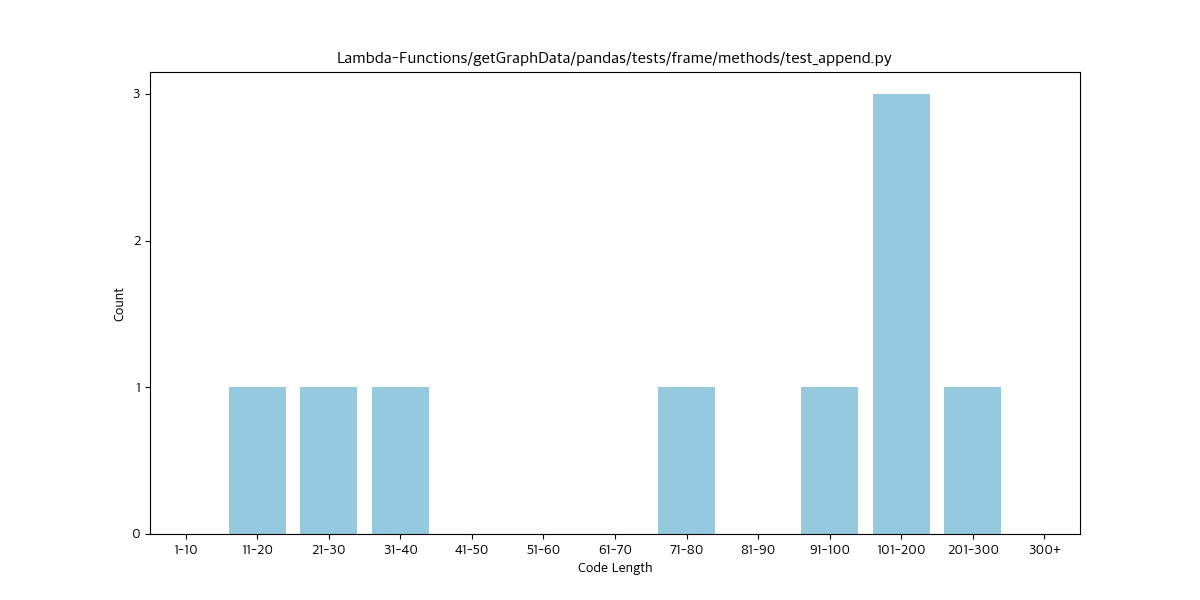 Lambda-Functions/getGraphData/pandas/tests/frame/methods/test_append.py
3
2
1
0
Count
1-10 11-20 21-30 31-40 41-50 51-60 61-70 71-80 81-90 91-100 101-200 201-300 300+
Code Length